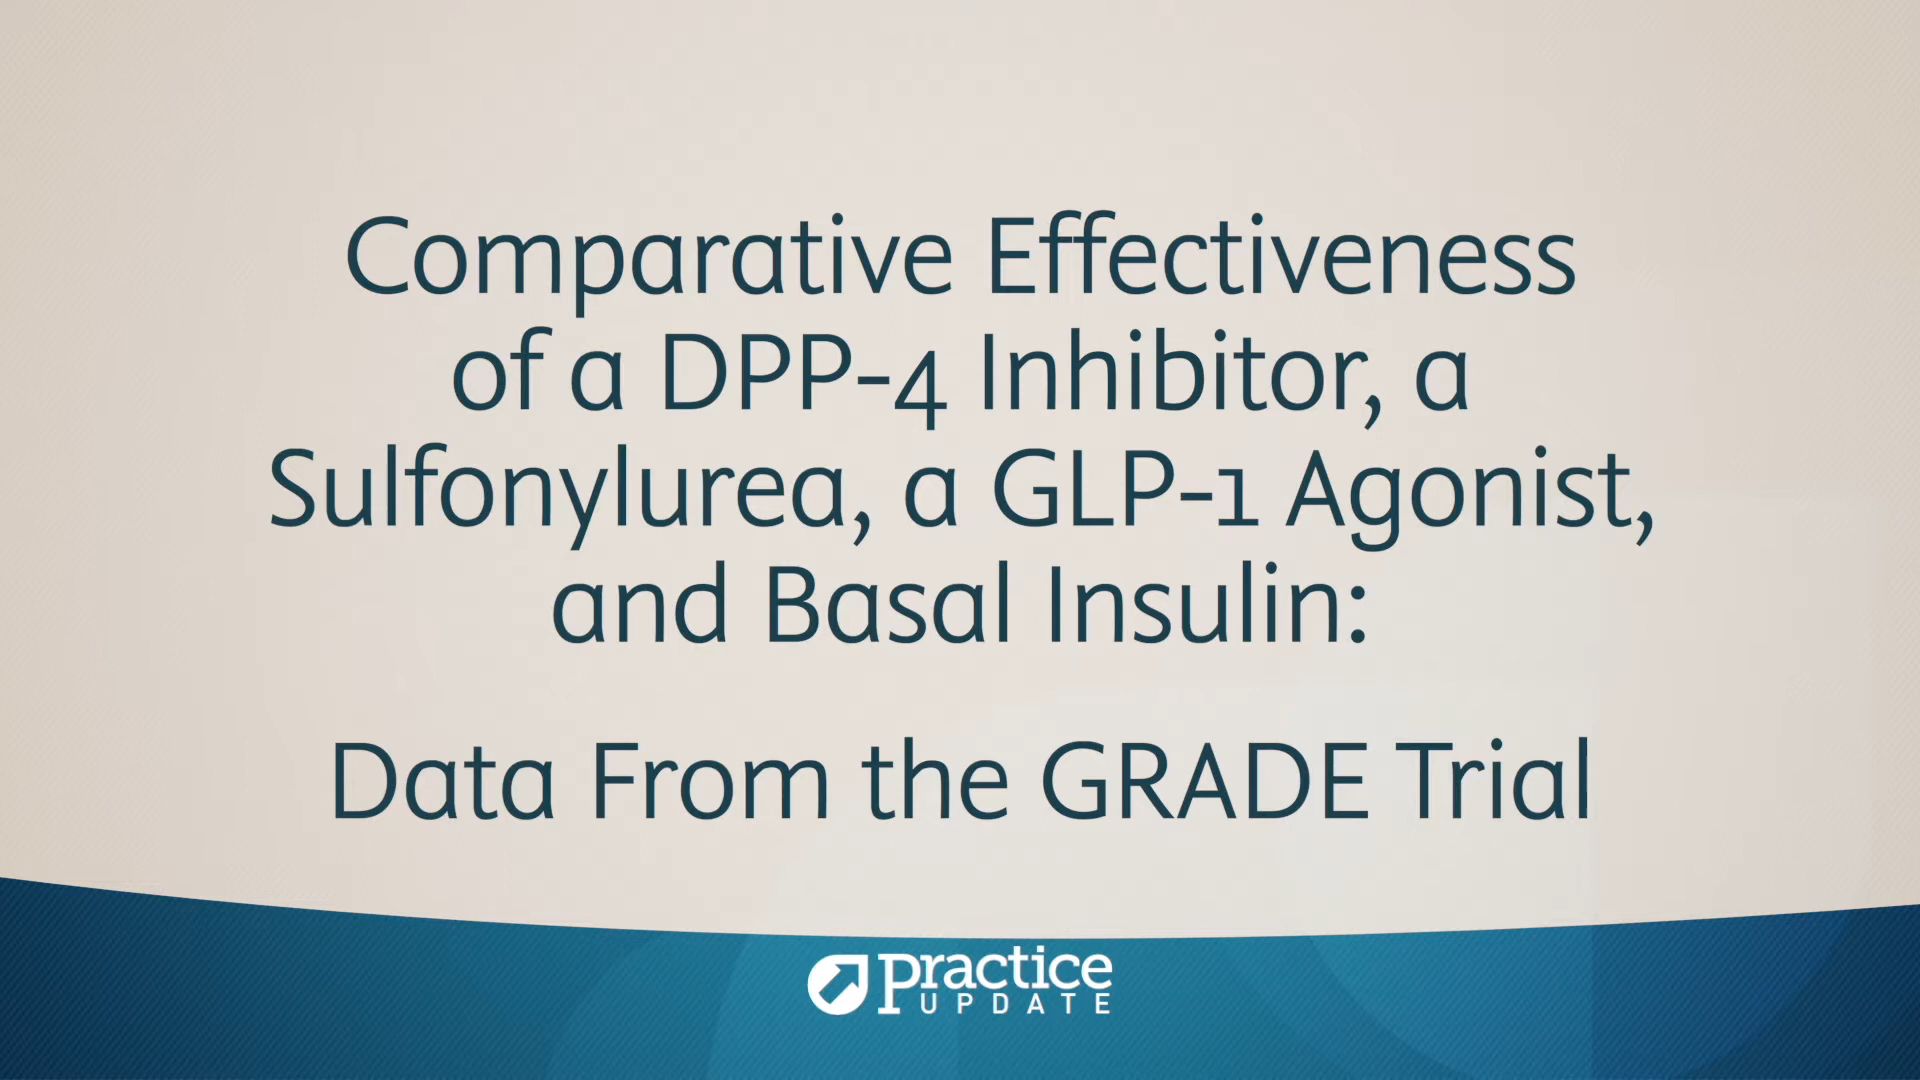 Comparative Effectiveness
of a DPP-4 Inhibitor, a
Sulfonylurea, a GLP-1 Agonist,
and Basal Insulin:
Data From the GRADE Trial
practice
UPDATE